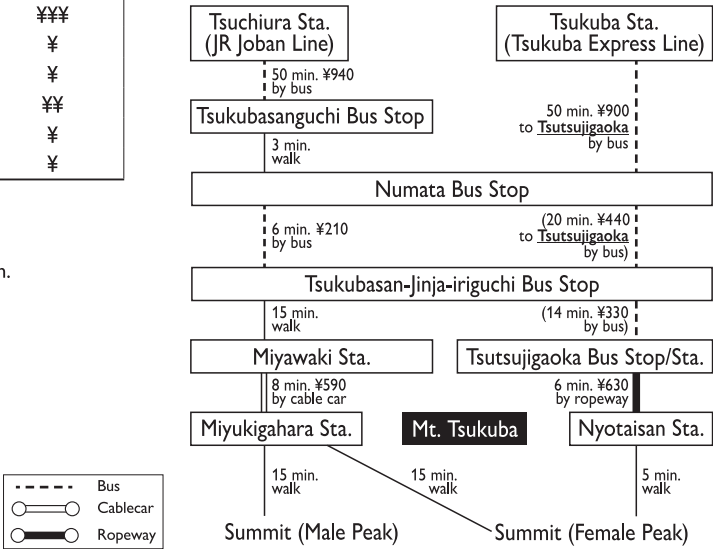 ¥¥¥
¥
¥
¥¥
¥
¥
n.
Tsuchiura Sta.
(JR Joban Line)
Tsukuba Sta.
(Tsukuba Express Line)
50 min. ¥940
by bus
Tsukubasanguchi Bus Stop
50 min. ¥900
to Tsutsujigaoka
by bus
3 min.
walk
Numata Bus Stop
6 min. ¥210
by bus
(20 min. ¥440
to Tsutsujigaoka
by bus)
Tsukubasan-Jinja-iriguchi Bus Stop
15 min.
walk
(14 min. ¥330
by bus)
Miyawaki Sta.
Tsutsujigaoka Bus Stop/Sta.
8 min. ¥590
by cable car
6 min. ¥630
by ropeway
Miyukigahara Sta.
Mt. Tsukuba
Nyotaisan Sta.
15 min.
walk
15 min.
walk
5 min.
walk
Summit (Male Peak)
Summit (Female Peak)
Bus
Cablecar
Ropeway